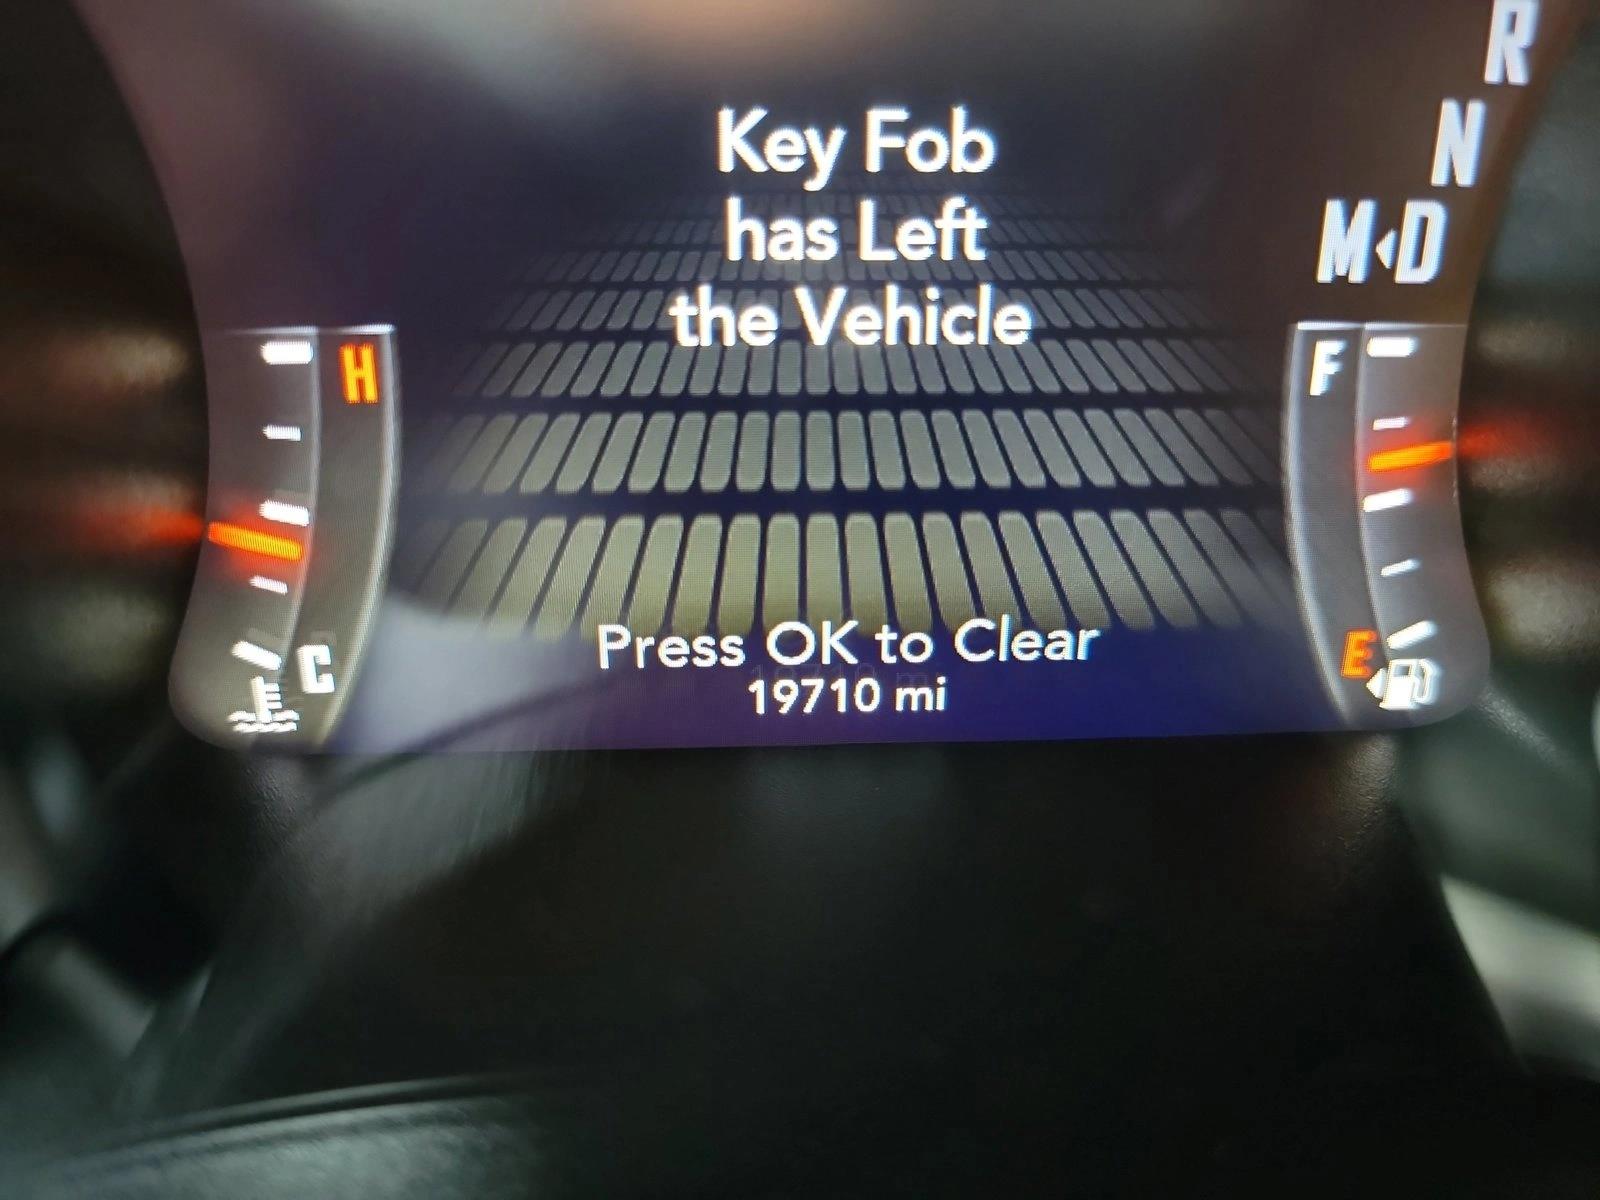 R
N
M D
Key Fob
has Left
the Vehicle
H
F
C
E
Press OK to Clear
19710 mi